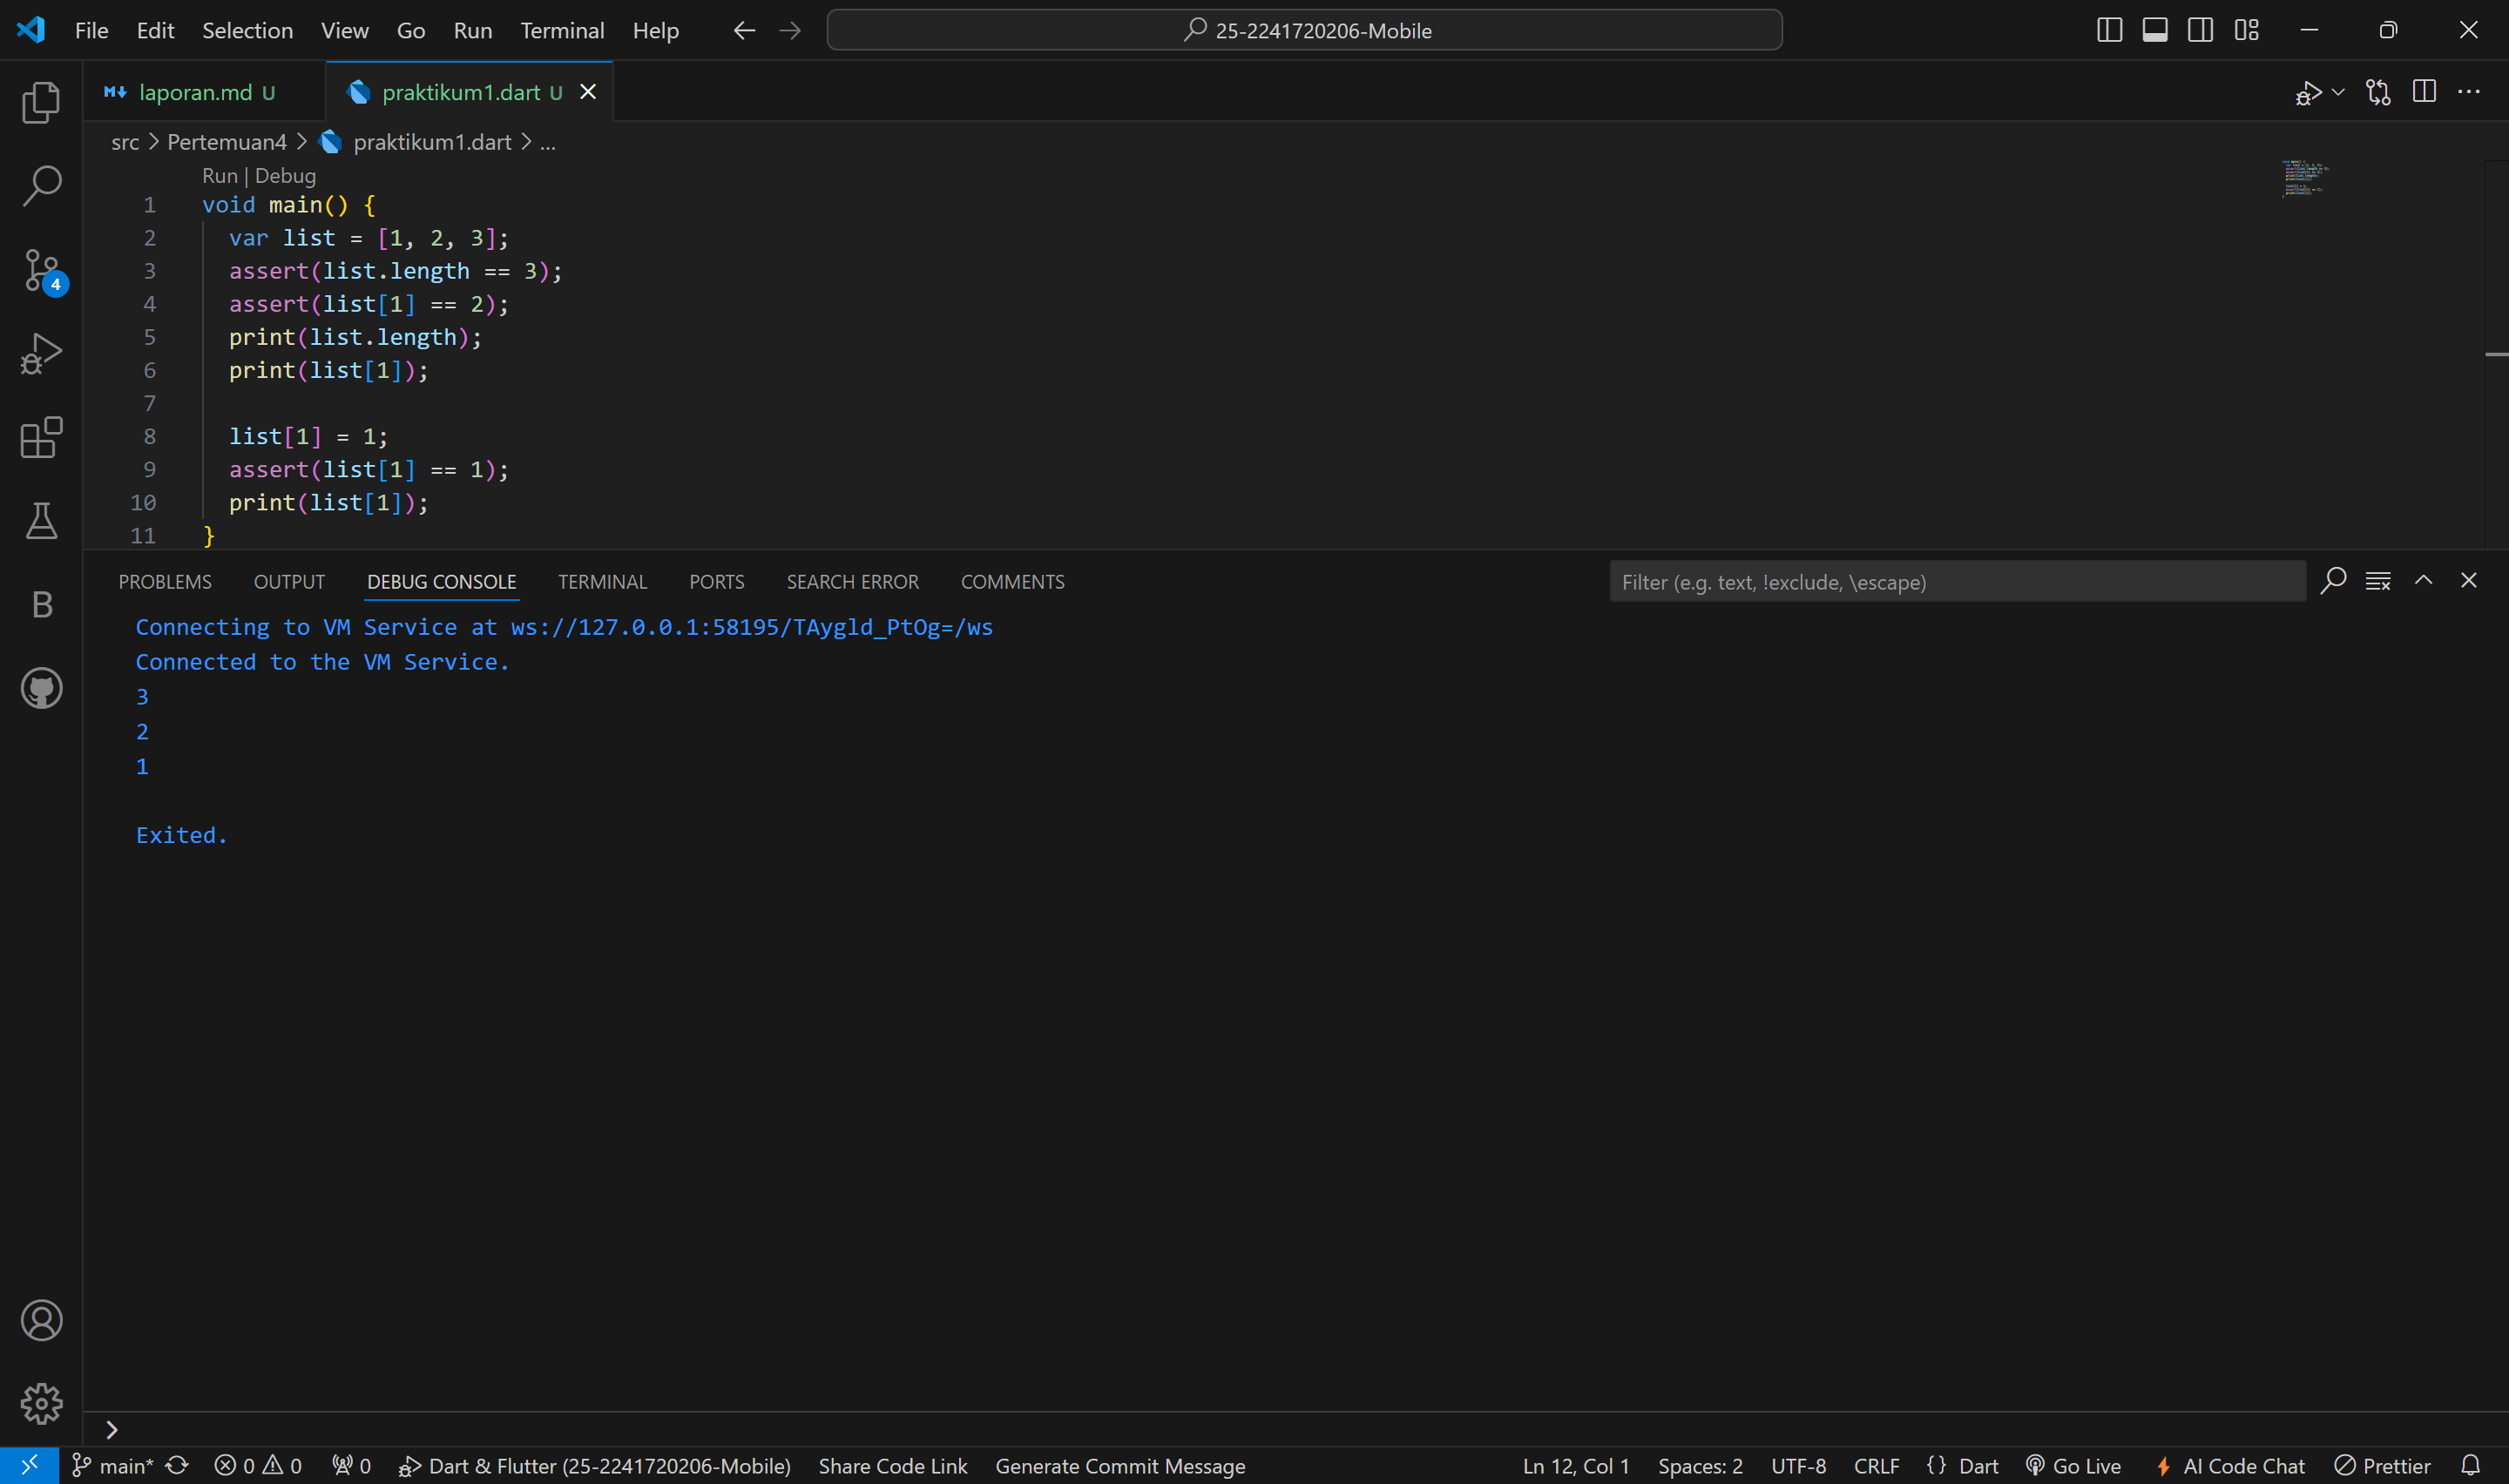 File Edit Selection View Go Run Terminal Help 25-2241720206-Mobile
laporan.md U praktikum1.dart U
src > Pertemuan4 > praktikum1.dart > ...
Run | Debug
1 void main() {
2 var list = [1, 2, 3];
3 assert(list.length == 3);
4 assert(list[1] == 2);
5 print(list.length);
6 print(list[1]);
7
8 list[1] = 1;
9 assert(list[1] == 1);
10 print(list[1]);
11 }
4
PROBLEMS OUTPUT DEBUG CONSOLE TERMINAL PORTS SEARCH ERROR COMMENTS Filter (e.g. text, !exclude, \escape)
Connecting to VM Service at ws://127.0.0.1:58195/TAygld_PtOg=/ws
Connected to the VM Service.
3
2
1
Exited.
B
main* 0 0 0 Dart & Flutter (25-2241720206-Mobile) Share Code Link Generate Commit Message Ln 12, Col 1 Spaces: 2 UTF-8 CRLF {} Dart Go Live AI Code Chat Prettier